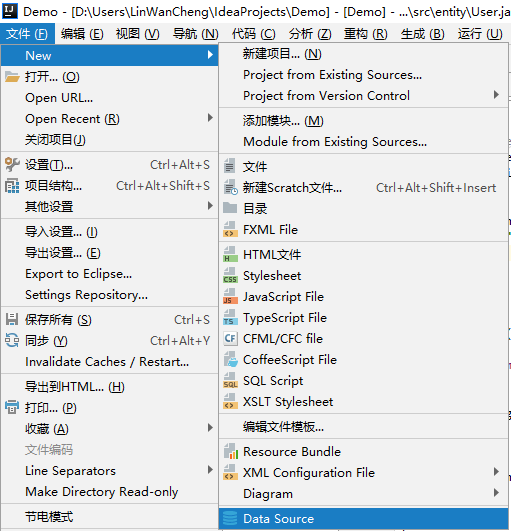 Demo - [D:\Users\LinWanCheng\IdeaProjects\Demo] - [Demo] - ...\src\entity\User.ja
文件 (F) 编辑 (E) 视图 (V) 导航 (N) 代码 (C) 分析 (Z) 重构 (R) 生成 (B) 运行 (U)
New
打开... (O)
Open URL...
Open Recent (R)
关闭项目(J)
设置(T)... Ctrl+Alt+S
项目结构... Ctrl+Alt+Shift+S
其他设置
导入设置... (I)
导出设置... (E)
Export to Eclipse...
Settings Repository...
保存所有 (S) Ctrl+S
同步 (Y) Ctrl+Alt+Y
Invalidate Caches / Restart...
导出到HTML... (H)
打印... (P)
收藏 (A)
文件编码
Line Separators
Make Directory Read-only
节电模式
新建项目... (N)
Project from Existing Sources...
Project from Version Control
添加模块... (M)
Module from Existing Sources...
文件
新建Scratch文件... Ctrl+Alt+Shift+Insert
目录
FXML File
HTML文件
Stylesheet
JavaScript File
TypeScript File
CFML/CFC file
CoffeeScript File
SQL Script
XSLT Stylesheet
编辑文件模板...
Resource Bundle
XML Configuration File
Diagram
Data Source